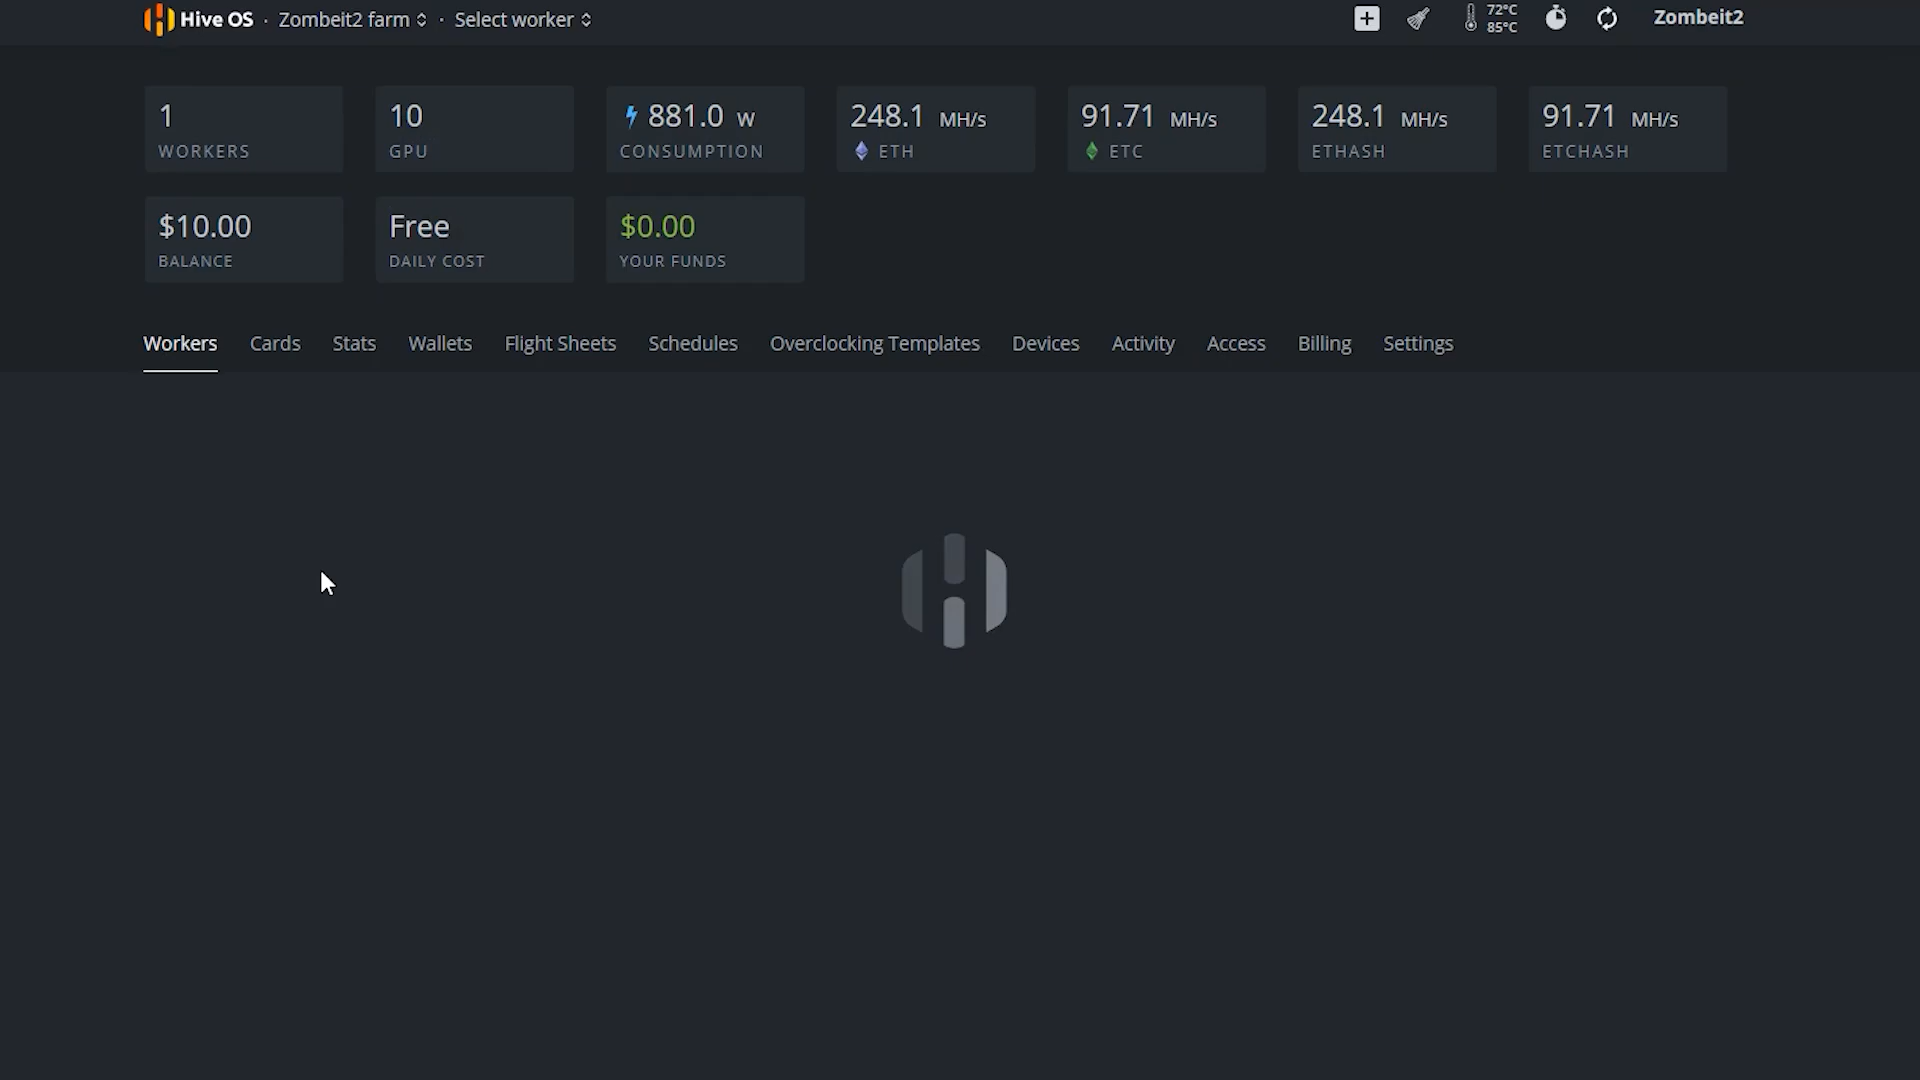 Hive OS · Zombeit2 farm · Select worker
72°C
85°C
Zombeit2
1
WORKERS
10
GPU
881.0 W
CONSUMPTION
248.1 MH/s
ETH
91.71 MH/s
ETC
248.1 MH/s
ETHASH
91.71 MH/s
ETCHASH
$10.00
BALANCE
Free
DAILY COST
$0.00
YOUR FUNDS
Workers Cards Stats Wallets Flight Sheets Schedules Overclocking Templates Devices Activity Access Billing Settings